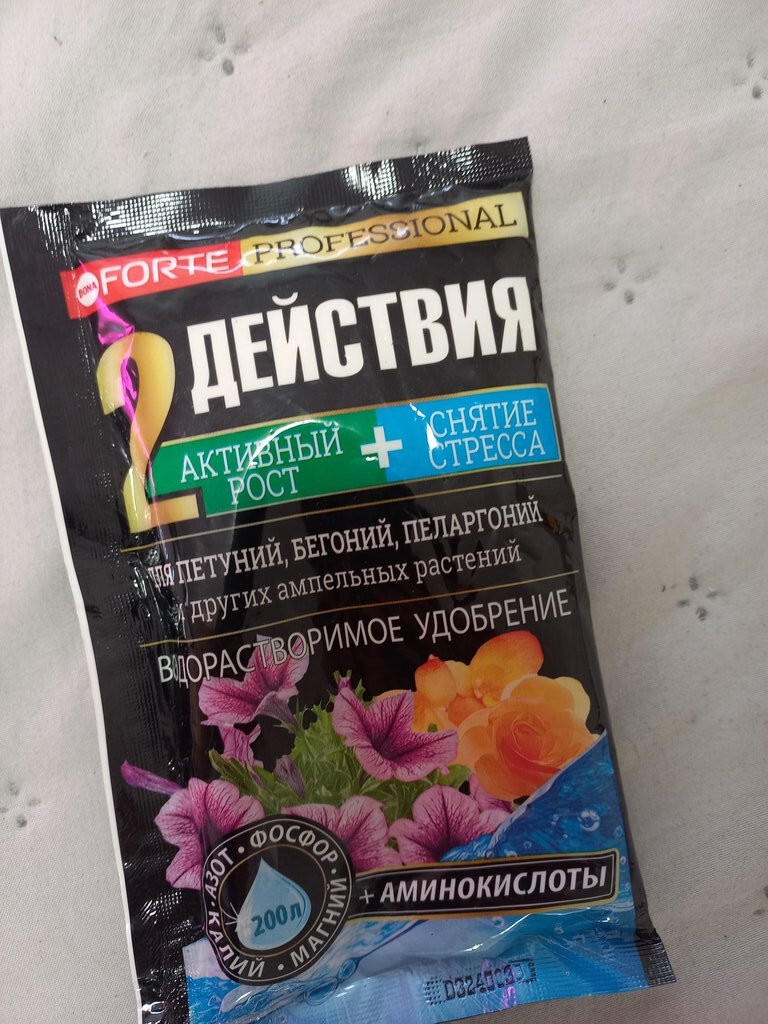 BONA FORTE PROFESSIONAL
2 ДЕЙСТВИЯ
АКТИВНЫЙ РОСТ + СНЯТИЕ СТРЕССА
ДЛЯ ПЕТУНИЙ, БЕГОНИЙ, ПЕЛАРГОНИЙ
и других ампельных растений
ВОДОРАСТВОРИМОЕ УДОБРЕНИЕ
АЗОТ • ФОСФОР • МАГНИЙ • КАЛИЙ
200л
+ АМИНОКИСЛОТЫ